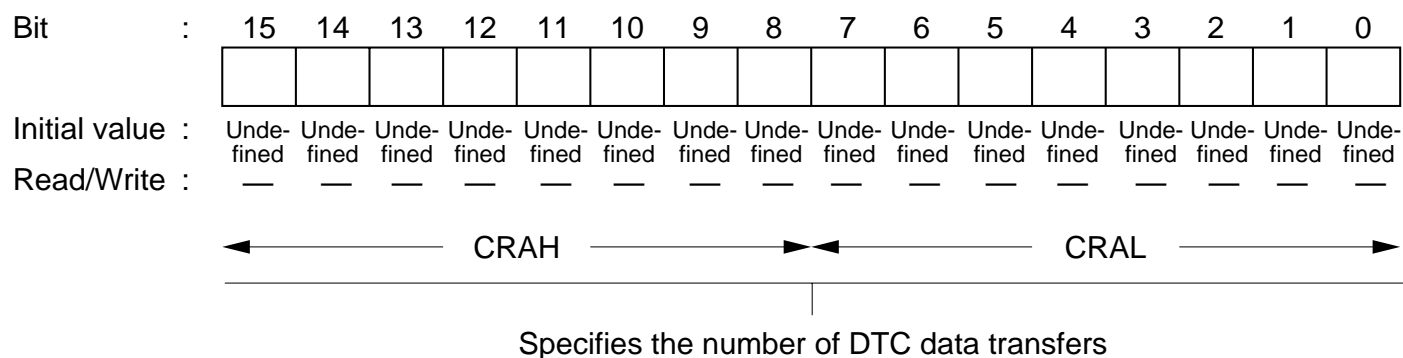 Bit : 15 14 13 12 11 10 9 8 7 6 5 4 3 2 1 0
Initial value : Unde- Unde- Unde- Unde- Unde- Unde- Unde- Unde- Unde- Unde- Unde- Unde- Unde- Unde- Unde- Unde-
fined fined fined fined fined fined fined fined fined fined fined fined fined fined fined fined
Read/Write : — — — — — — — — — — — — — — — —
CRAH CRAL
Specifies the number of DTC data transfers